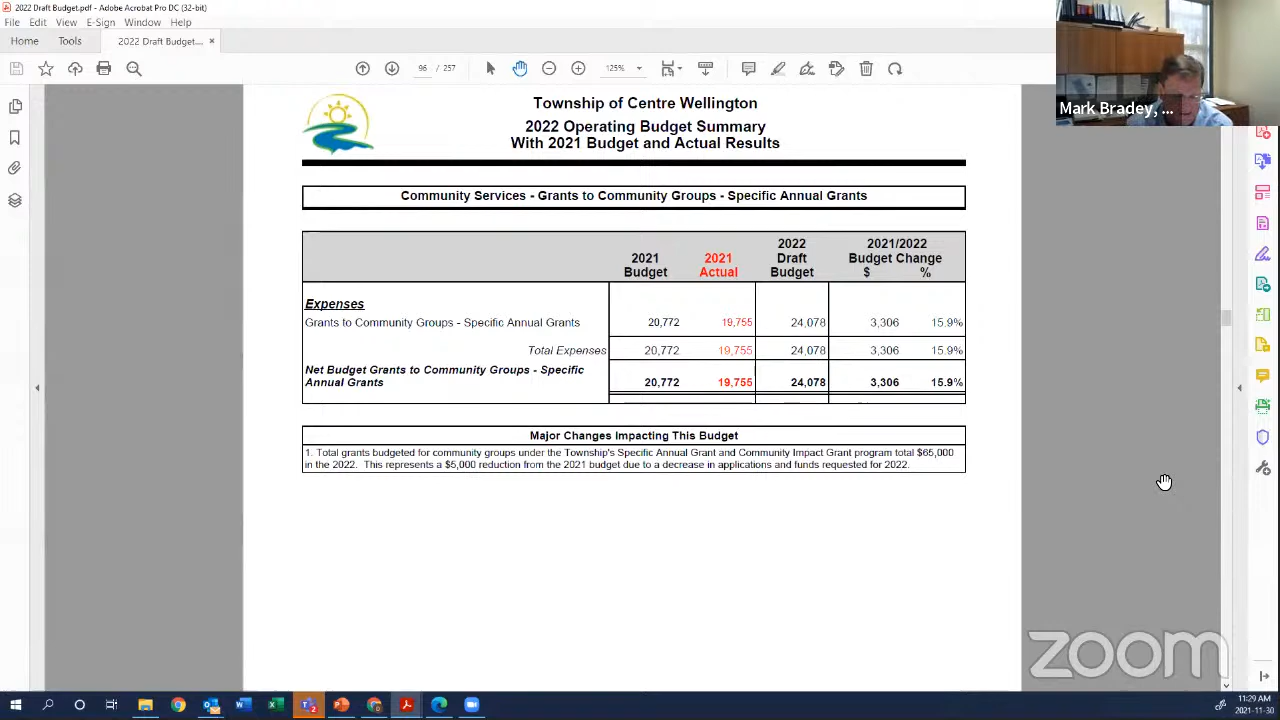 2022 Draft Budget.pdf - Adobe Acrobat Pro DC (32-bit)
File Edit View E-Sign Window Help
Home Tools 2022 Draft Budget... ×
96 / 257 125%
Mark Bradey, ...
Township of Centre Wellington
2022 Operating Budget Summary
With 2021 Budget and Actual Results
Community Services - Grants to Community Groups - Specific Annual Grants
2021 Budget 2021 Actual 2022 Draft Budget 2021/2022 Budget Change $ %
Expenses
Grants to Community Groups - Specific Annual Grants 20,772 19,755 24,078 3,306 15.9%
Total Expenses 20,772 19,755 24,078 3,306 15.9%
Net Budget Grants to Community Groups - Specific
Annual Grants 20,772 19,755 24,078 3,306 15.9%
Major Changes Impacting This Budget
1. Total grants budgeted for community groups under the Township's Specific Annual Grant and Community Impact Grant program total $65,000
in the 2022. This represents a $5,000 reduction from the 2021 budget due to a decrease in applications and funds requested for 2022.
zoom
11:29 AM
2021-11-30